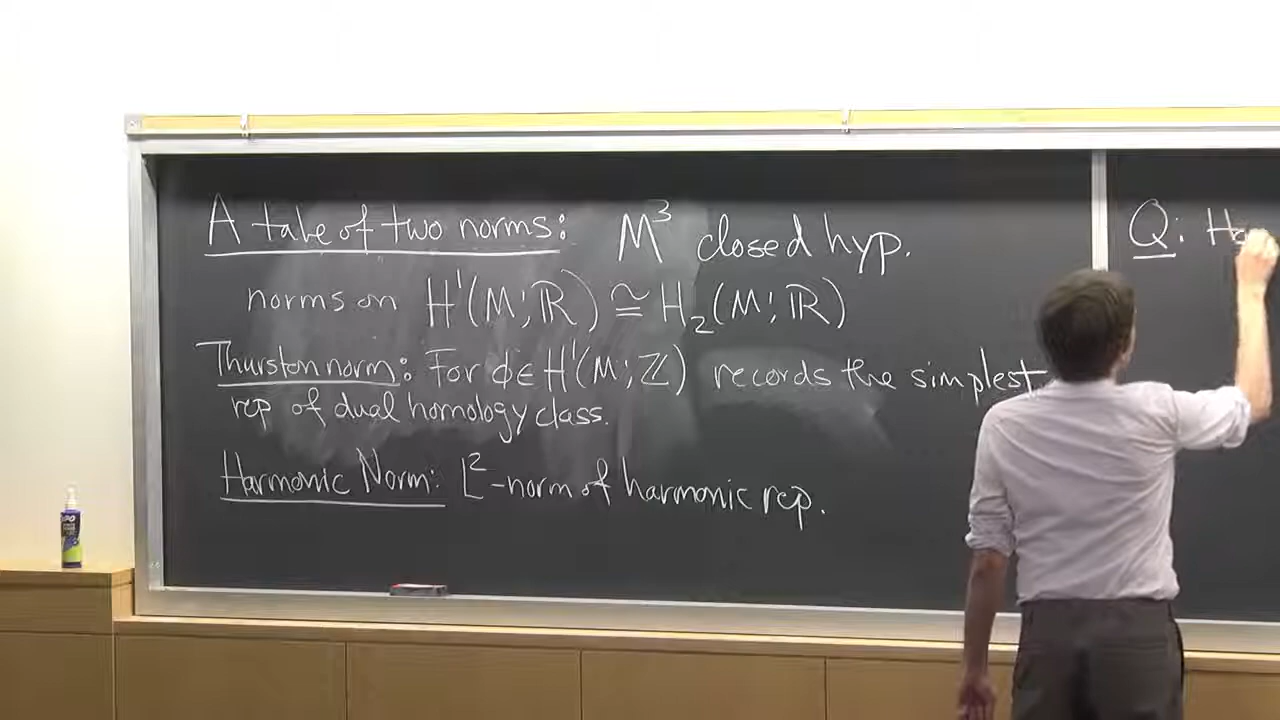 A tale of two norms: M³ closed hyp.
norms on H¹(M;ℝ) ≅ H₂(M;ℝ)
Thurston norm: For ϕ ∈ H¹(M;ℤ) records the simplest
rep of dual homology class.
Harmonic Norm: L²-norm of harmonic rep.
Q: